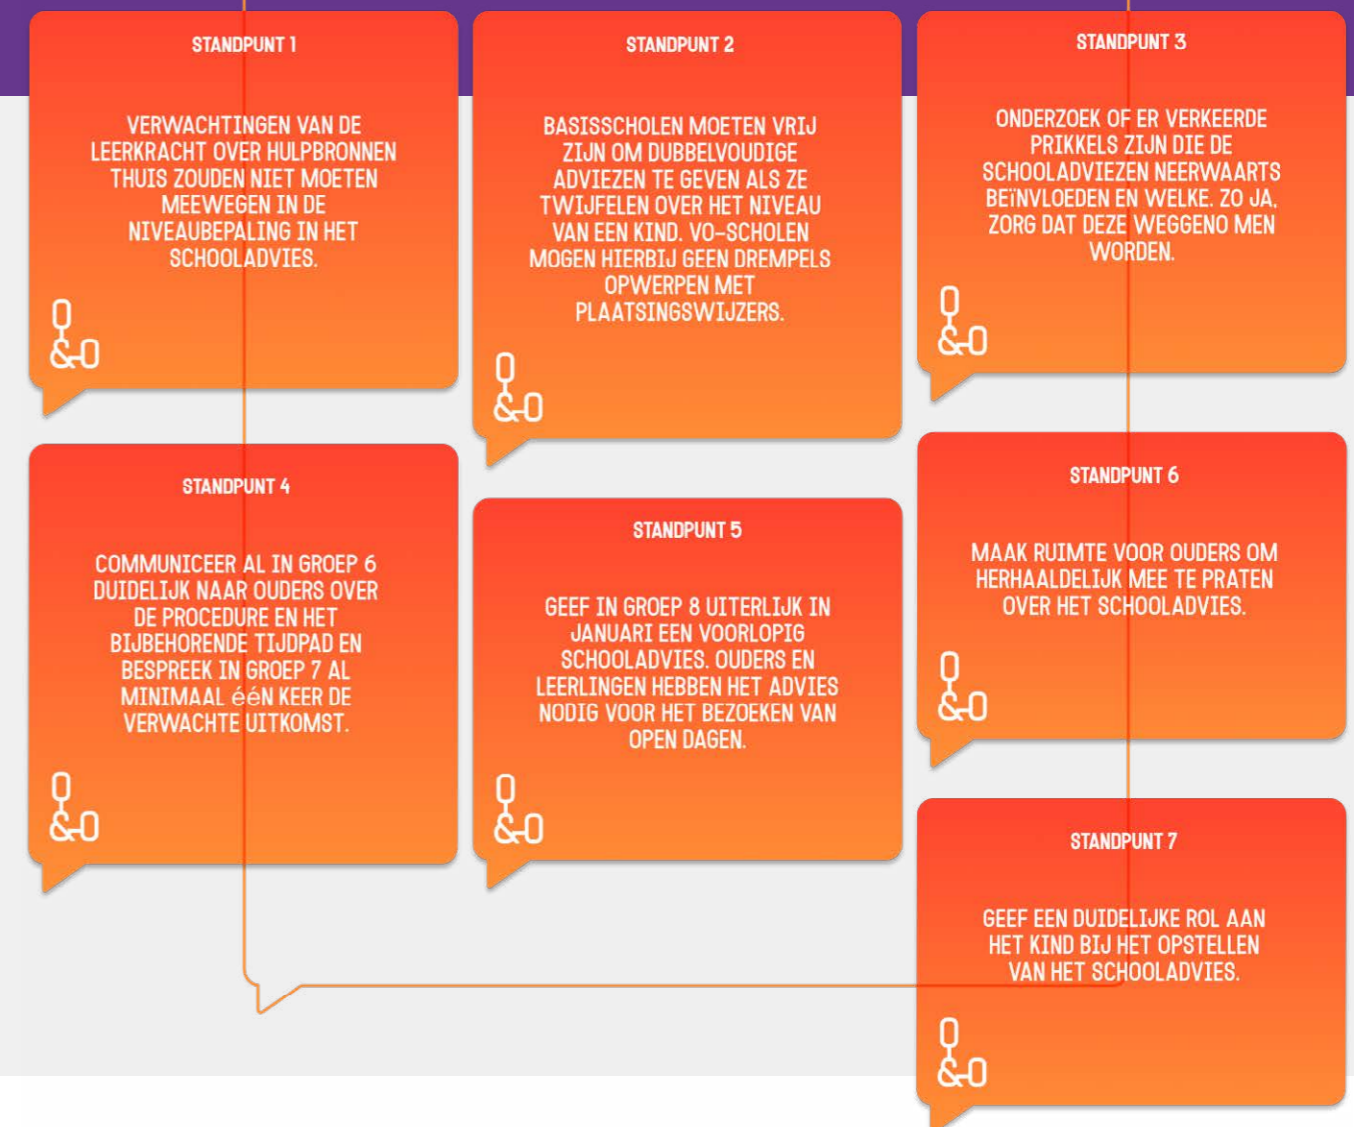 STANDPUNT 1
VERWACHTINGEN VAN DE
LEERKRACHT OVER HULPBRONNEN
THUIS ZOUDEN NIET MOETEN
MEEWEGEN IN DE
NIVEAUBEPALING IN HET
SCHOOLADVIES.
O
&O
STANDPUNT 2
BASISSCHOLEN MOETEN VRIJ
ZIJN OM DUBBELVOUDIGE
ADVIEZEN TE GEVEN ALS ZE
TWIJFELEN OVER HET NIVEAU
VAN EEN KIND. VO-SCHOLEN
MOGEN HIERBIJ GEEN DREMPELS
OPWERPEN MET
PLAATSINGSWIJZERS.
O
&O
STANDPUNT 3
ONDERZOEK OF ER VERKEERDE
PRIKKELS ZIJN DIE DE
SCHOOLADVIEZEN NEERWAARTS
BEïNVLOEDEN EN WELKE. ZO JA,
ZORG DAT DEZE WEGGENO MEN
WORDEN.
O
&O
STANDPUNT 4
COMMUNICEER AL IN GROEP 6
DUIDELIJK NAAR OUDERS OVER
DE PROCEDURE EN HET
BIJBEHORENDE TIJDPAD EN
BESPREEK IN GROEP 7 AL
MINIMAAL ééN KEER DE
VERWACHTE UITKOMST.
O
&O
STANDPUNT 5
GEEF IN GROEP 8 UITERLIJK IN
JANUARI EEN VOORLOPIG
SCHOOLADVIES. OUDERS EN
LEERLINGEN HEBBEN HET ADVIES
NODIG VOOR HET BEZOEKEN VAN
OPEN DAGEN.
O
&O
STANDPUNT 6
MAAK RUIMTE VOOR OUDERS OM
HERHAALDELIJK MEE TE PRATEN
OVER HET SCHOOLADVIES.
O
&O
STANDPUNT 7
GEEF EEN DUIDELIJKE ROL AAN
HET KIND BIJ HET OPSTELLEN
VAN HET SCHOOLADVIES.
O
&O